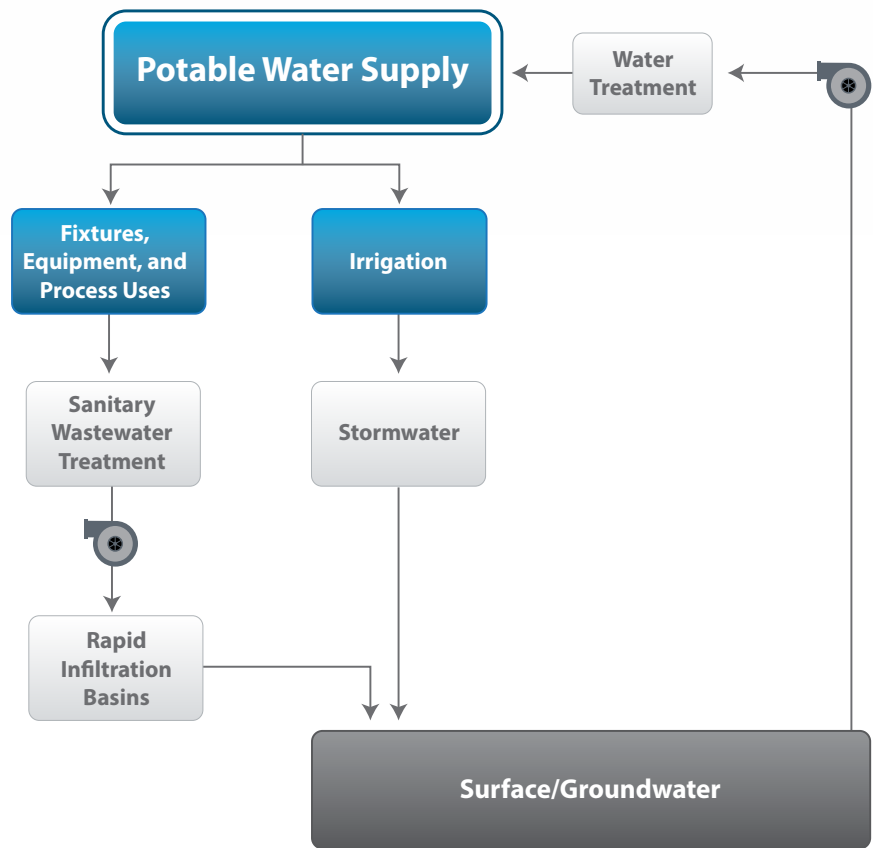 Potable Water Supply
Water
Treatment
Fixtures,
Equipment, and
Process Uses
Irrigation
Sanitary
Wastewater
Treatment
Stormwater
Rapid
Infiltration
Basins
Surface/Groundwater